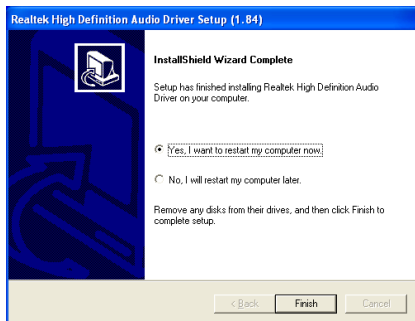 Realtek High Definition Audio Driver Setup (1.84)
InstallShield Wizard Complete
Setup has finished installing Realtek High Definition Audio
Driver on your computer.
Yes, I want to restart my computer now.
No, I will restart my computer later.
Remove any disks from their drives, and then click Finish to
complete setup.
< Back Finish Cancel